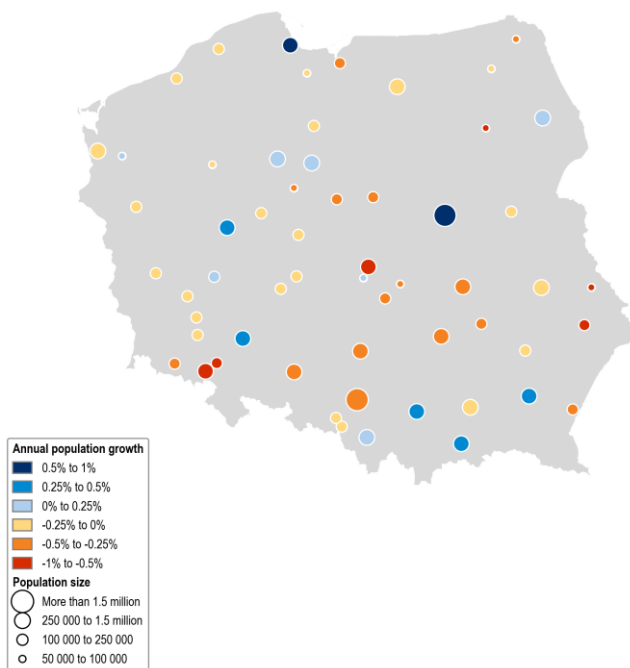 Annual population growth
0.5% to 1%
0.25% to 0.5%
0% to 0.25%
-0.25% to 0%
-0.5% to -0.25%
-1% to -0.5%
Population size
More than 1.5 million
250 000 to 1.5 million
100 000 to 250 000
50 000 to 100 000